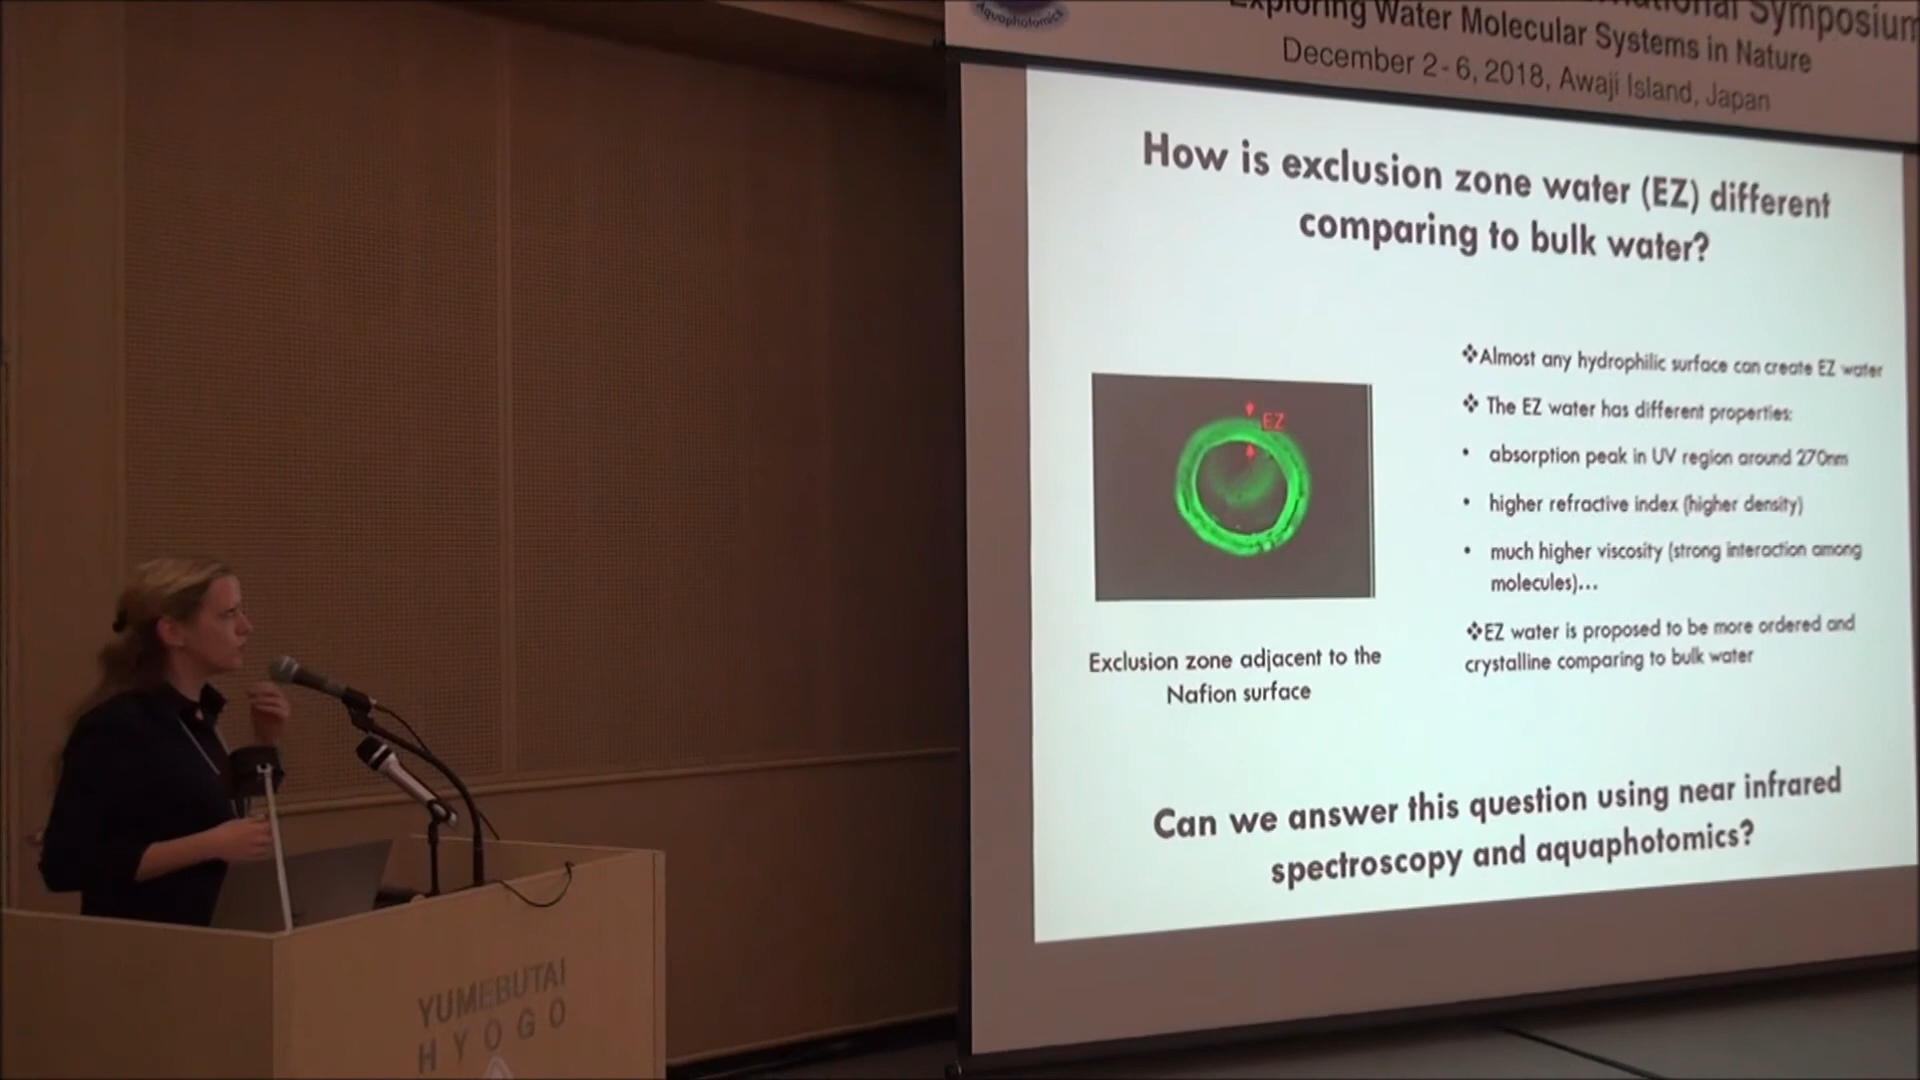 Aquaphotomics
Symposium
Exploring Water Molecular Systems in Nature
December 2-6, 2018, Awaji Island, Japan
How is exclusion zone water (EZ) different
comparing to bulk water?
EZ
Exclusion zone adjacent to the
Nafion surface
❖Almost any hydrophilic surface can create EZ water
❖ The EZ water has different properties:
• absorption peak in UV region around 270nm
• higher refractive index (higher density)
• much higher viscosity (strong interaction among
molecules)...
❖EZ water is proposed to be more ordered and
crystalline comparing to bulk water
Can we answer this question using near infrared
spectroscopy and aquaphotomics?
YUMEBUTAI
HYOGO